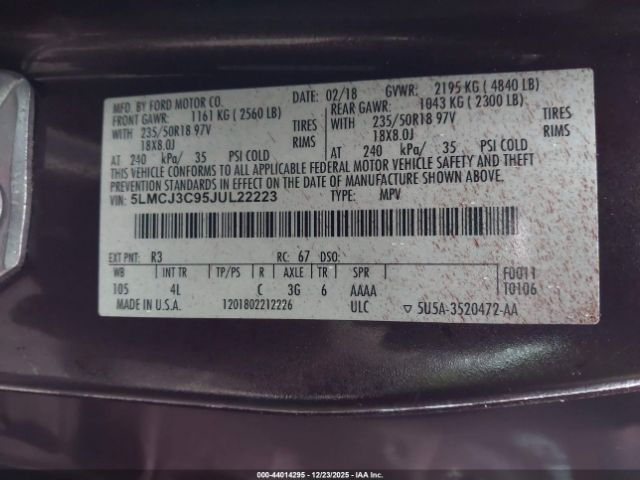 MFD. BY FORD MOTOR CO.
DATE: 02/18 GVWR: 2195 KG ( 4840 LB)
FRONT GAWR: 1161 KG ( 2560 LB) REAR GAWR: 1043 KG ( 2300 LB)
WITH 235/50R18 97V TIRES WITH 235/50R18 97V TIRES
18X8.0J RIMS 18X8.0J RIMS
AT 240 kPa/ 35 PSI COLD AT 240 kPa/ 35 PSI COLD
THIS VEHICLE CONFORMS TO ALL APPLICABLE FEDERAL MOTOR VEHICLE SAFETY AND THEFT
PREVENTION STANDARDS IN EFFECT ON THE DATE OF MANUFACTURE SHOWN ABOVE.
VIN: 5LMCJ3C95JUL22223 TYPE: MPV
EXT PNT: R3 RC: 67 DSO:
WB INT TR TP/PS R AXLE TR SPR F0011
105 4L C 3G 6 AAAA T0106
MADE IN U.S.A. 1201802212226 ULC ▽ 5U5A-3520472-AA
000-44014295 - 12/23/2025 - IAAI.COM